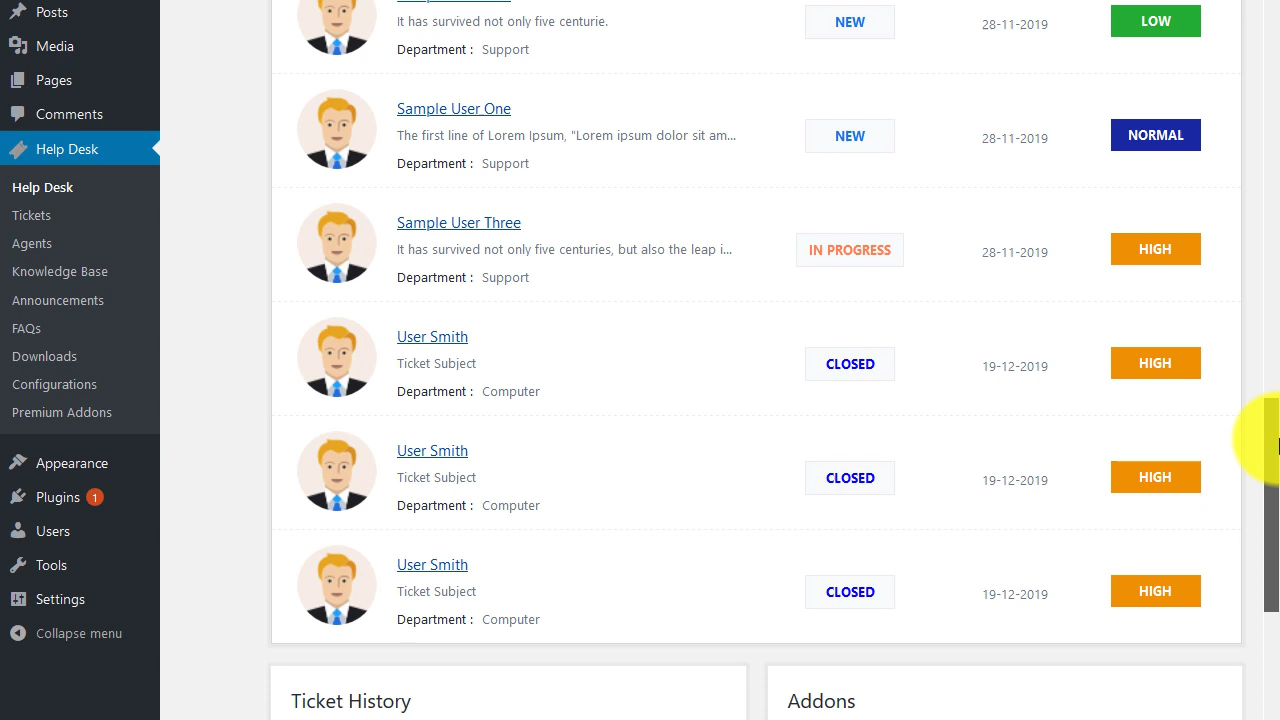 Posts
Media
Pages
Comments
Help Desk
Help Desk
Tickets
Agents
Knowledge Base
Announcements
FAQs
Downloads
Configurations
Premium Addons
Appearance
Plugins 1
Users
Tools
Settings
Collapse menu
It has survived not only five centurie.
Department : Support
NEW
28-11-2019
LOW
Sample User One
The first line of Lorem Ipsum, "Lorem ipsum dolor sit am...
Department : Support
NEW
28-11-2019
NORMAL
Sample User Three
It has survived not only five centuries, but also the leap i...
Department : Support
IN PROGRESS
28-11-2019
HIGH
User Smith
Ticket Subject
Department : Computer
CLOSED
19-12-2019
HIGH
User Smith
Ticket Subject
Department : Computer
CLOSED
19-12-2019
HIGH
User Smith
Ticket Subject
Department : Computer
CLOSED
19-12-2019
HIGH
Ticket History
Addons